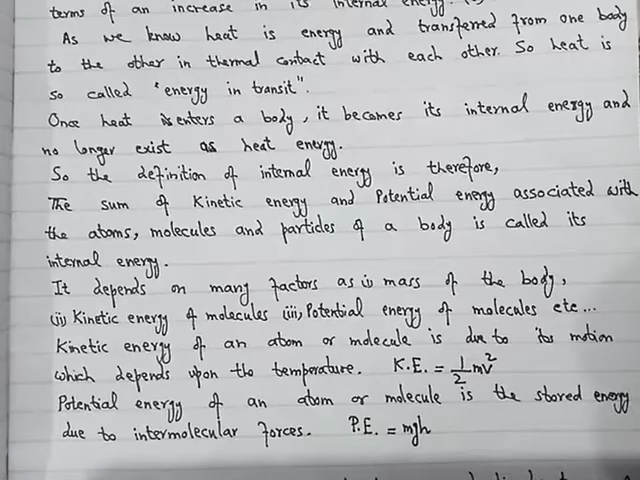 terms of an increase in its internal energy.
As we know heat is energy and transferred from one body
to the other in thermal contact with each other. So heat is
so called "energy in transit".
Once heat enters a body, it becomes its internal energy and
no longer exist as heat energy.
So the definition of internal energy is therefore,
The sum of Kinetic energy and Potential energy associated with
the atoms, molecules and particles of a body is called its
internal energy.
It depends on many factors as (i) mass of the body,
(ii) Kinetic energy of molecules (iii) Potential energy of molecules etc...
Kinetic energy of an atom or molecule is due to its motion
which depends upon the temperature. K.E. = 1/2 mv²
Potential energy of an atom or molecule is the stored energy
due to intermolecular forces. P.E. = mgh